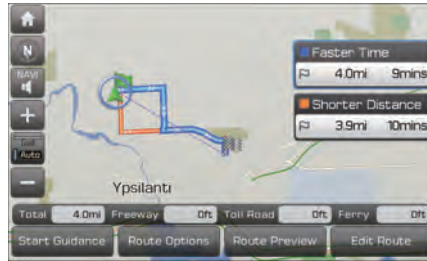 N
NAVI
Faster Time
4.0mi 9mins
Shorter Distance
3.9mi 10mins
Auto
Ypsilanti
Total 4.0mi Freeway 0ft Toll Road 0ft Ferry 0ft
Start Guidance Route Options Route Preview Edit Route